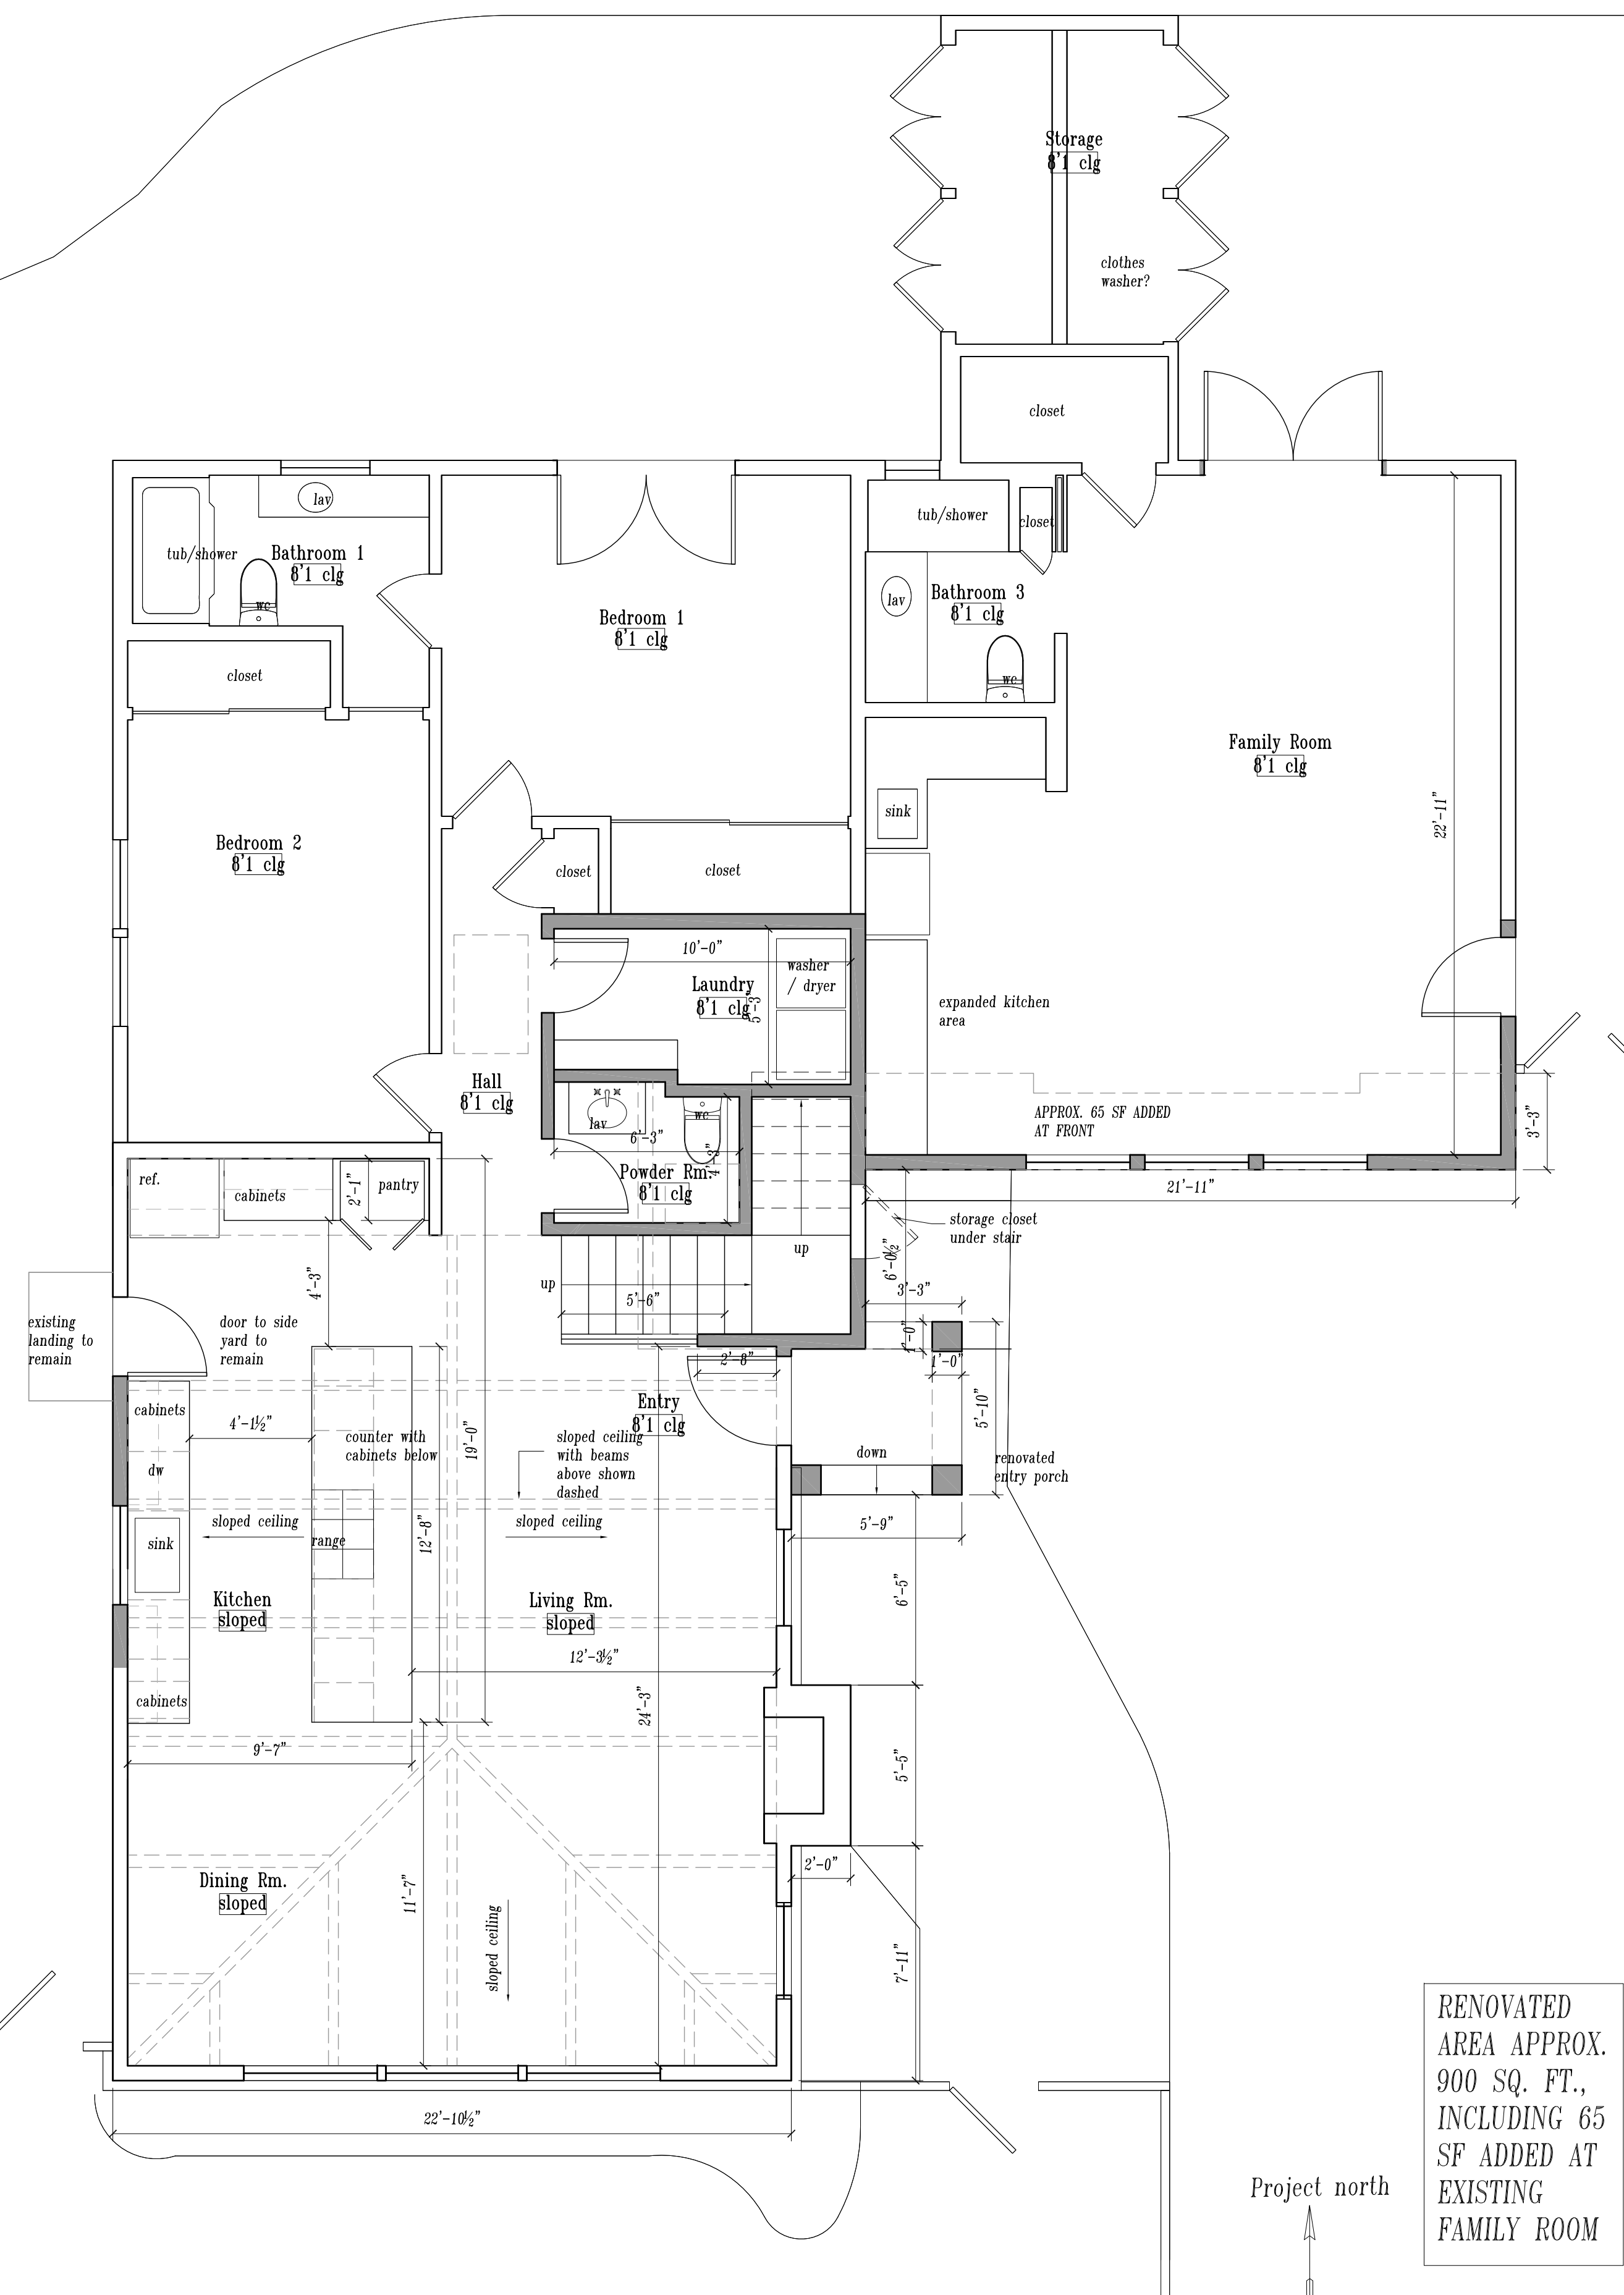 Storage
8'1 clg
clothes
washer?
closet
lav
tub/shower
Bathroom 1
8'1 clg
wc
closet
Bedroom 1
8'1 clg
tub/shower
closet
lav
Bathroom 3
8'1 clg
wc
Family Room
8'1 clg
22'-11"
sink
Bedroom 2
8'1 clg
closet
closet
10'-0"
washer
/ dryer
Laundry
8'1 clg
5'-3"
expanded kitchen
area
Hall
8'1 clg
APPROX. 65 SF ADDED
AT FRONT
3'-3"
lav
wc
6'-3"
4'-3"
Powder Rm.
8'1 clg
21'-11"
ref.
cabinets
2'-1"
pantry
storage closet
under stair
up
up
6'-0½"
5'-6"
3'-3"
4'-3"
existing
landing to
remain
door to side
yard to
remain
1'-0"
1'-0"
2'-8"
5'-10"
Entry
8'1 clg
cabinets
4'-1½"
counter with
cabinets below
19'-0"
sloped ceiling
with beams
above shown
dashed
down
renovated
entry porch
dw
sloped ceiling
sloped ceiling
12'-8"
5'-9"
sink
range
Kitchen
sloped
Living Rm.
sloped
6'-5"
12'-3½"
cabinets
24'-3"
9'-7"
5'-5"
Dining Rm.
sloped
11'-7"
2'-0"
sloped ceiling
7'-11"
22'-10½"
Project north
RENOVATED
AREA APPROX.
900 SQ. FT.,
INCLUDING 65
SF ADDED AT
EXISTING
FAMILY ROOM